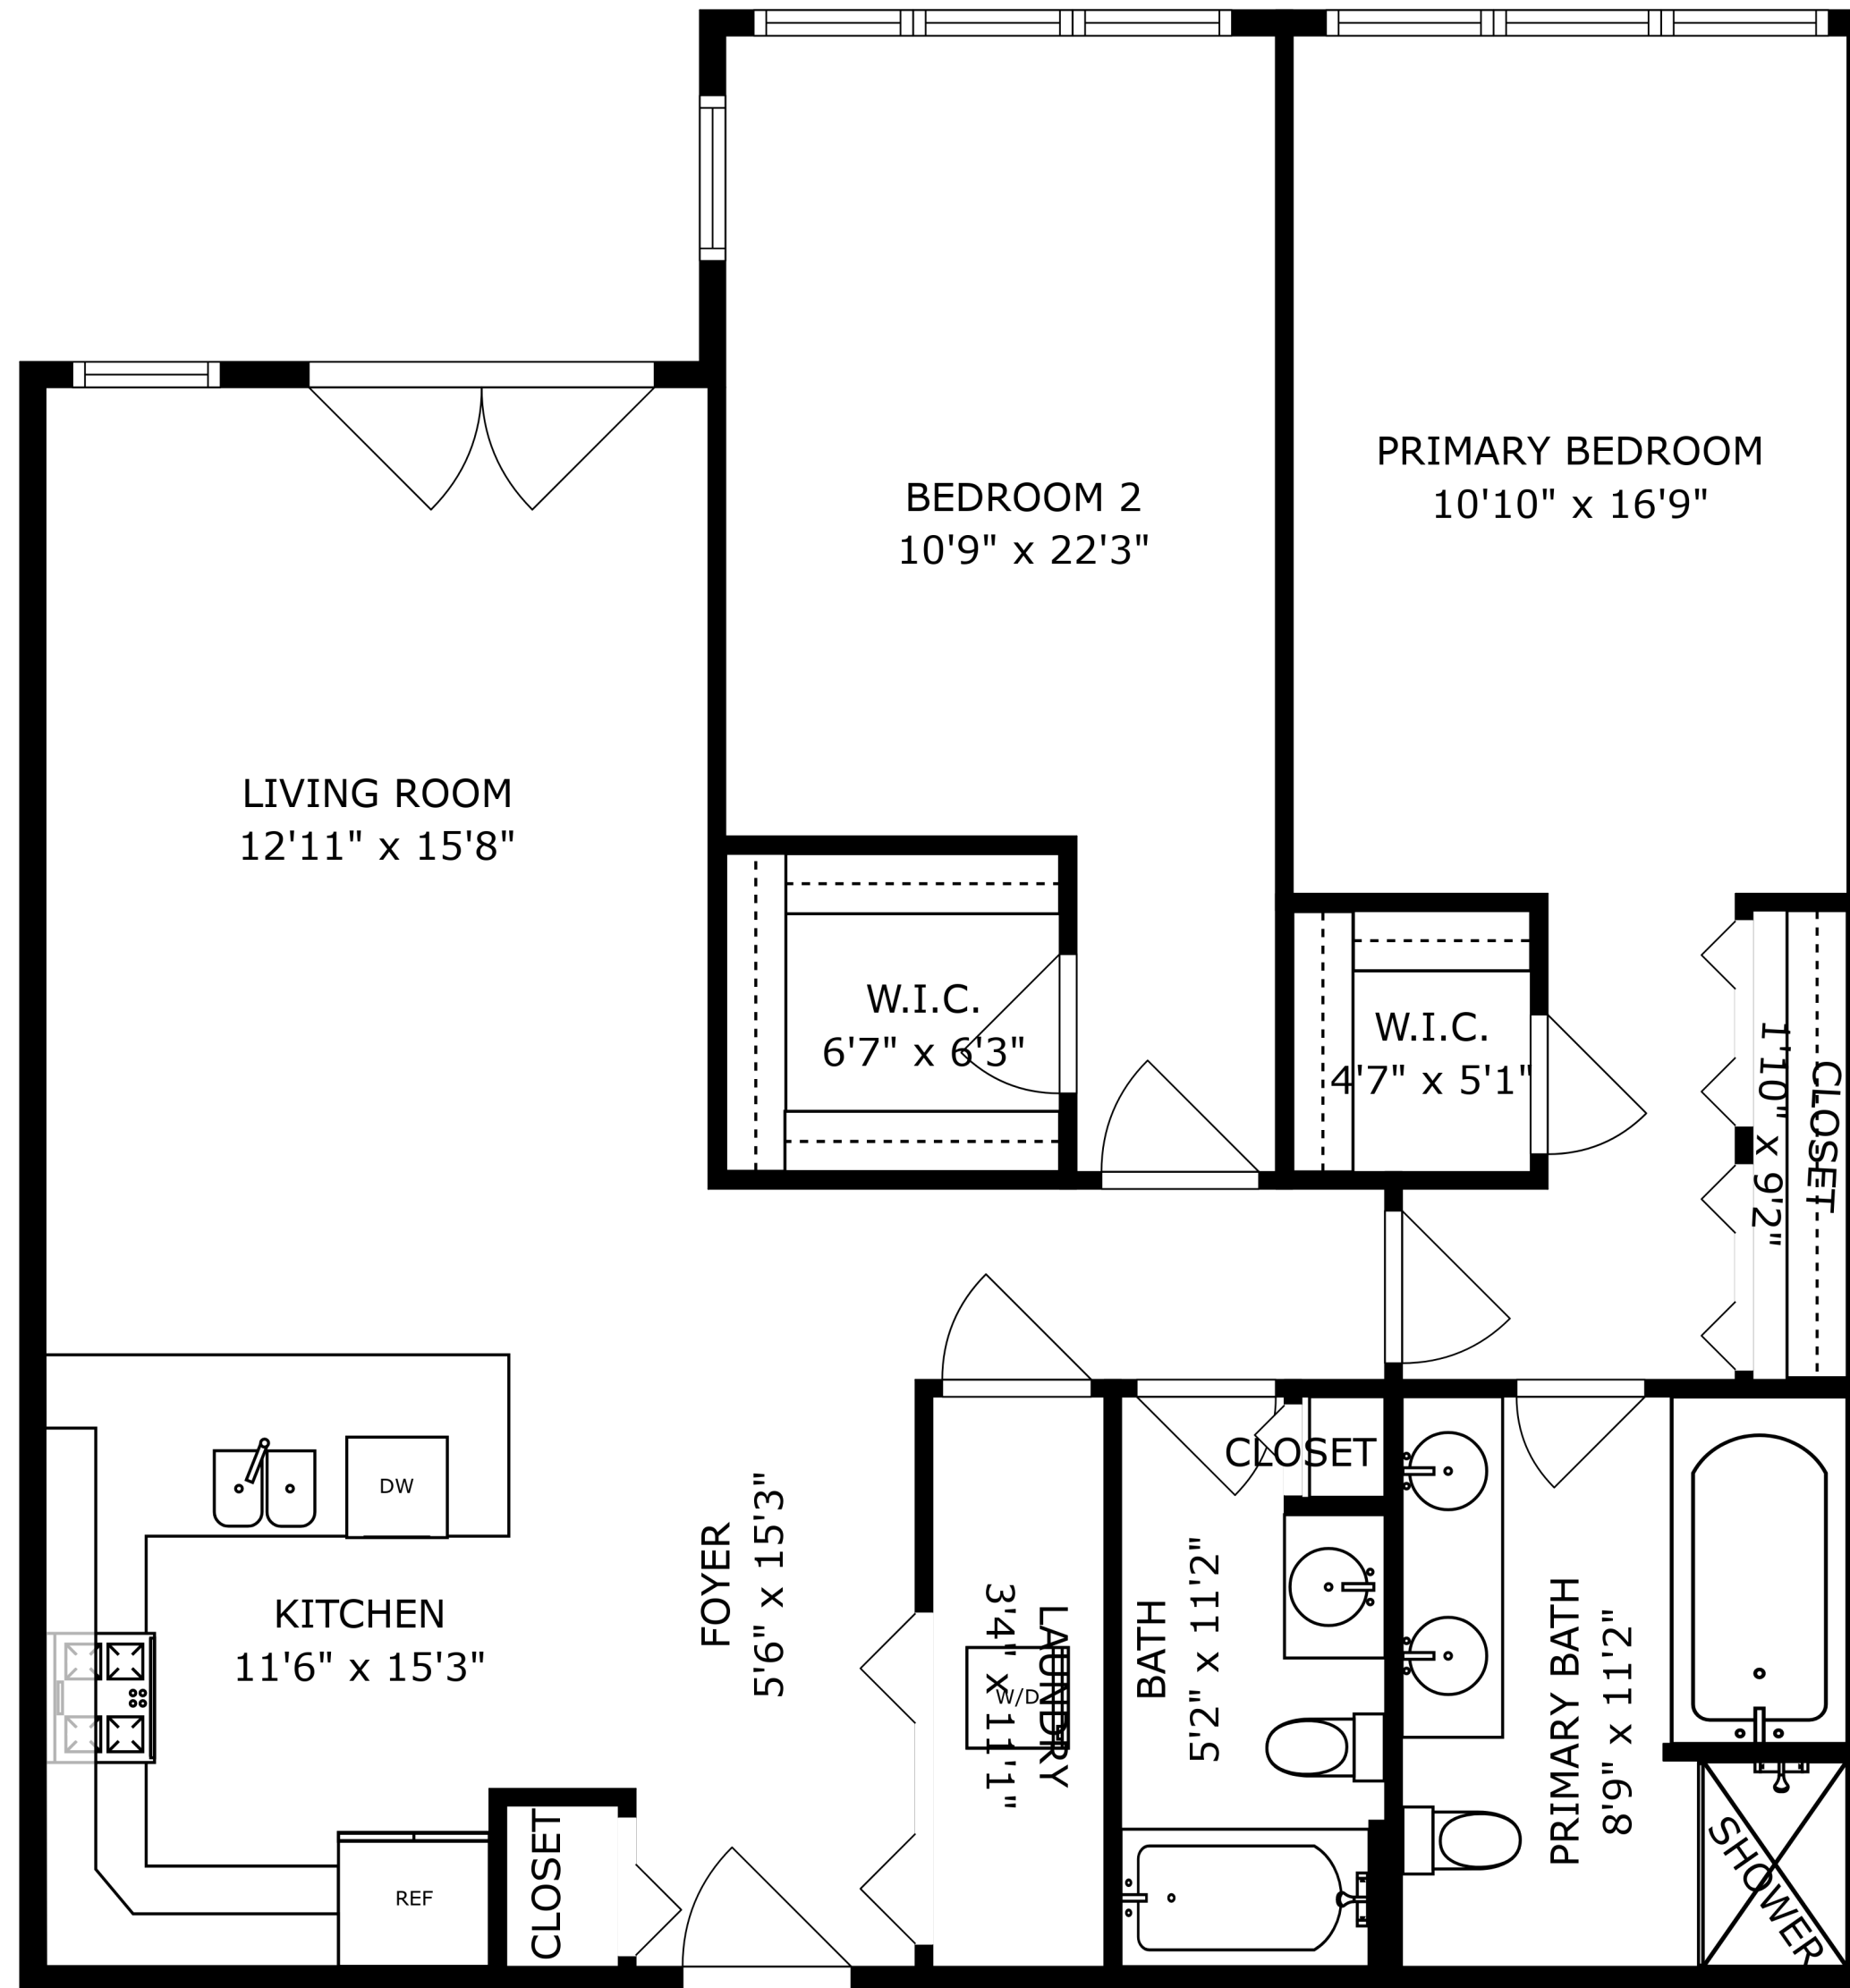 PRIMARY BEDROOM
10'10" x 16'9"
BEDROOM 2
10'9" x 22'3"
LIVING ROOM
12'11" x 15'8"
W.I.C.
6'7" x 6'3"
W.I.C.
4'7" x 5'1"
CLOSET
1'10" x 9'2"
CLOSET
DW
FOYER
5'6" x 15'3"
KITCHEN
11'6" x 15'3"
LAUNDRY
3'4" x 11'1"
W/D
BATH
5'2" x 11'2"
PRIMARY BATH
8'9" x 11'2"
SHOWER
CLOSET
REF